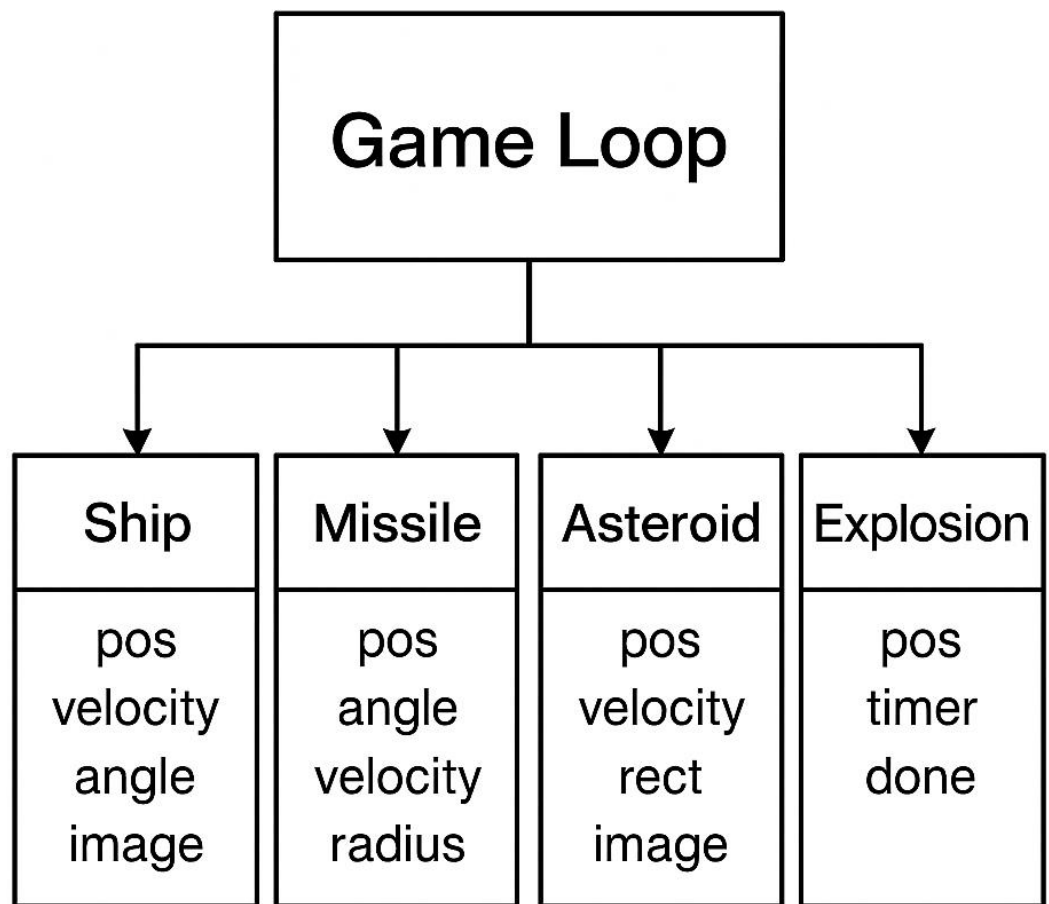 Game Loop
Ship
pos
velocity
angle
image
Missile
pos
angle
velocity
radius
Asteroid
pos
velocity
rect
image
Explosion
pos
timer
done